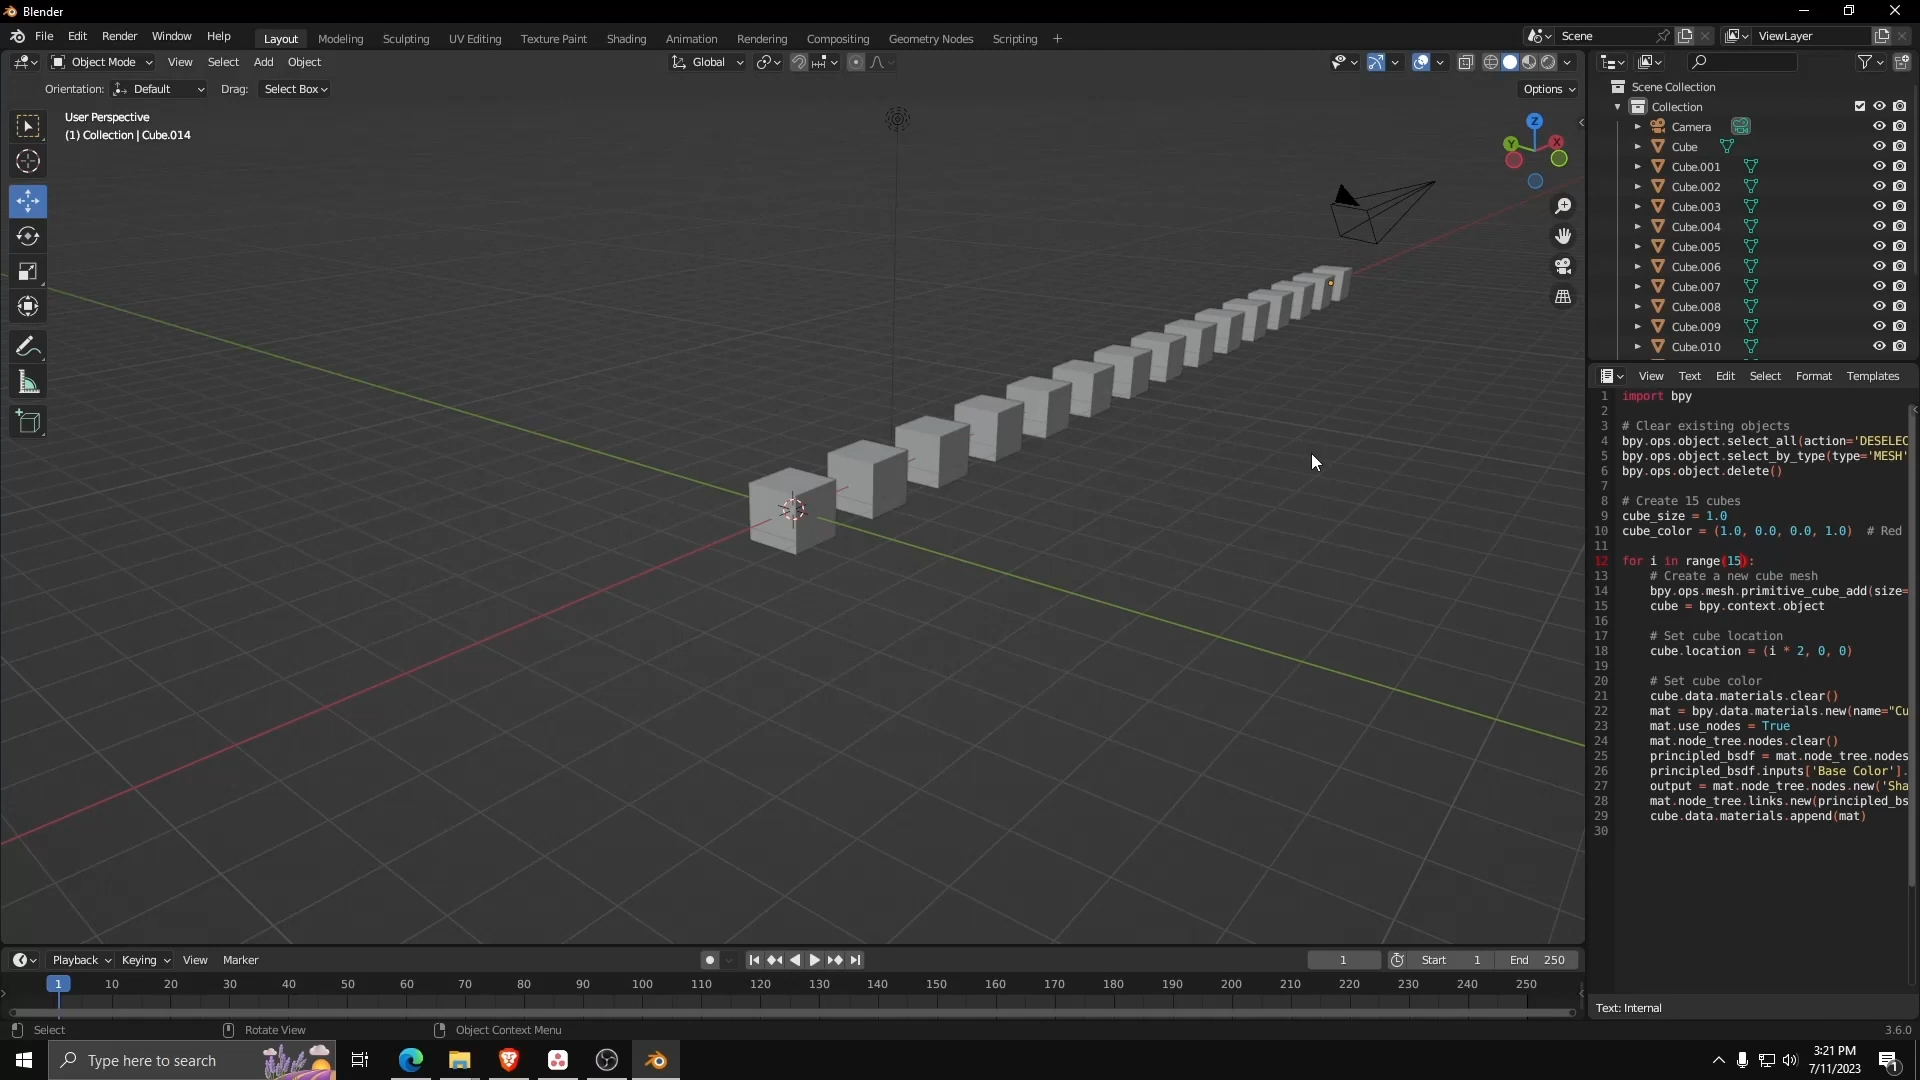 Blender
File Edit Render Window Help Layout Modeling Sculpting UV Editing Texture Paint Shading Animation Rendering Compositing Geometry Nodes Scripting + Scene ViewLayer
Object Mode View Select Add Object Global
Orientation: Default Drag: Select Box Options
User Perspective
(1) Collection | Cube.014
Z
Y
X
Scene Collection
Collection
Camera
Cube
Cube.001
Cube.002
Cube.003
Cube.004
Cube.005
Cube.006
Cube.007
Cube.008
Cube.009
Cube.010
View Text Edit Select Format Templates
1 import bpy
2
3 # Clear existing objects
4 bpy.ops.object.select_all(action='DESELEC
5 bpy.ops.object.select_by_type(type='MESH'
6 bpy.ops.object.delete()
7
8 # Create 15 cubes
9 cube_size = 1.0
10 cube_color = (1.0, 0.0, 0.0, 1.0)  # Red
11
12 for i in range(15):
13     # Create a new cube mesh
14     bpy.ops.mesh.primitive_cube_add(size=
15     cube = bpy.context.object
16
17     # Set cube location
18     cube.location = (i * 2, 0, 0)
19
20     # Set cube color
21     cube.data.materials.clear()
22     mat = bpy.data.materials.new(name="Cu
23     mat.use_nodes = True
24     mat.node_tree.nodes.clear()
25     principled_bsdf = mat.node_tree.nodes
26     principled_bsdf.inputs['Base Color'].
27     output = mat.node_tree.nodes.new('Sha
28     mat.node_tree.links.new(principled_bs
29     cube.data.materials.append(mat)
30
Text: Internal
Playback Keying View Marker 1 Start 1 End 250
1 10 20 30 40 50 60 70 80 90 100 110 120 130 140 150 160 170 180 190 200 210 220 230 240 250
Select Rotate View Object Context Menu 3.6.0
Type here to search
3:21 PM
7/11/2023
1